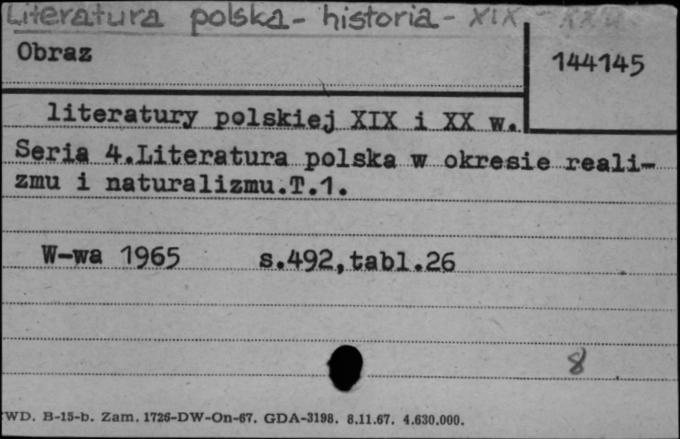 Literatura polska - historia - XIX - XX w.
Obraz
144145
literatury polskiej XIX i XX w.
Seria 4.Literatura polska w okresie reali-
zmu i naturalizmu.T.1.
W-wa 1965 s.492,tabl.26
8
WD. B-15-b. Zam. 1726-DW-On-67. GDA-3198. 8.11.67. 4.630.000.